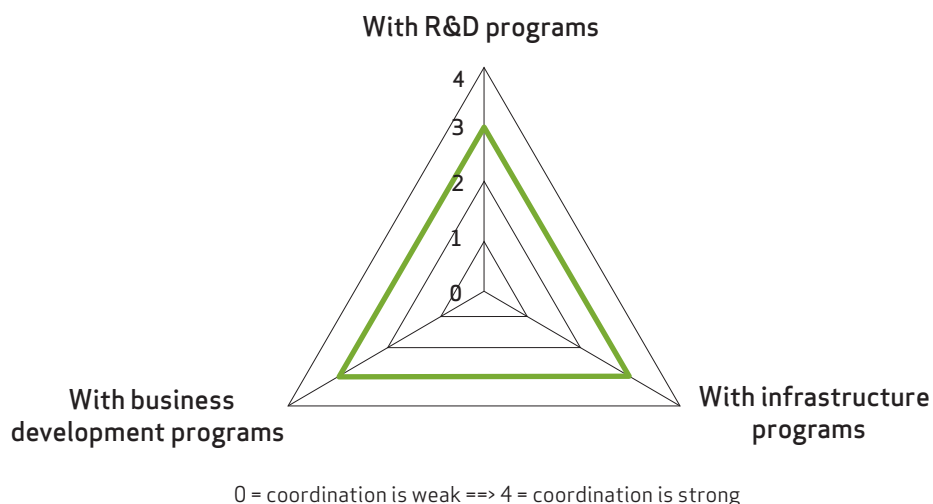 With R&D programs
4
3
2
1
0
With business
development programs
With infrastructure
programs
0 = coordination is weak ==> 4 = coordination is strong